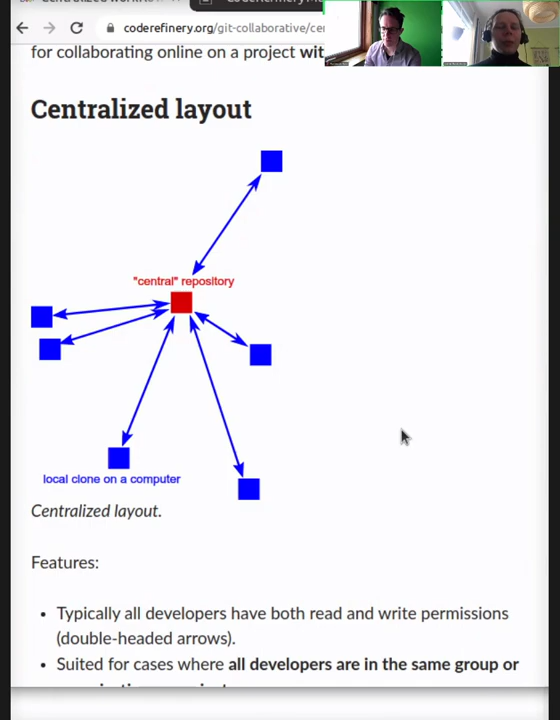 coderefinery.org/git-collaborative/cen
for collaborating online on a project wit
Centralized layout
"central" repository
local clone on a computer
Centralized layout.
Features:
• Typically all developers have both read and write permissions
(double-headed arrows).
• Suited for cases where all developers are in the same group or